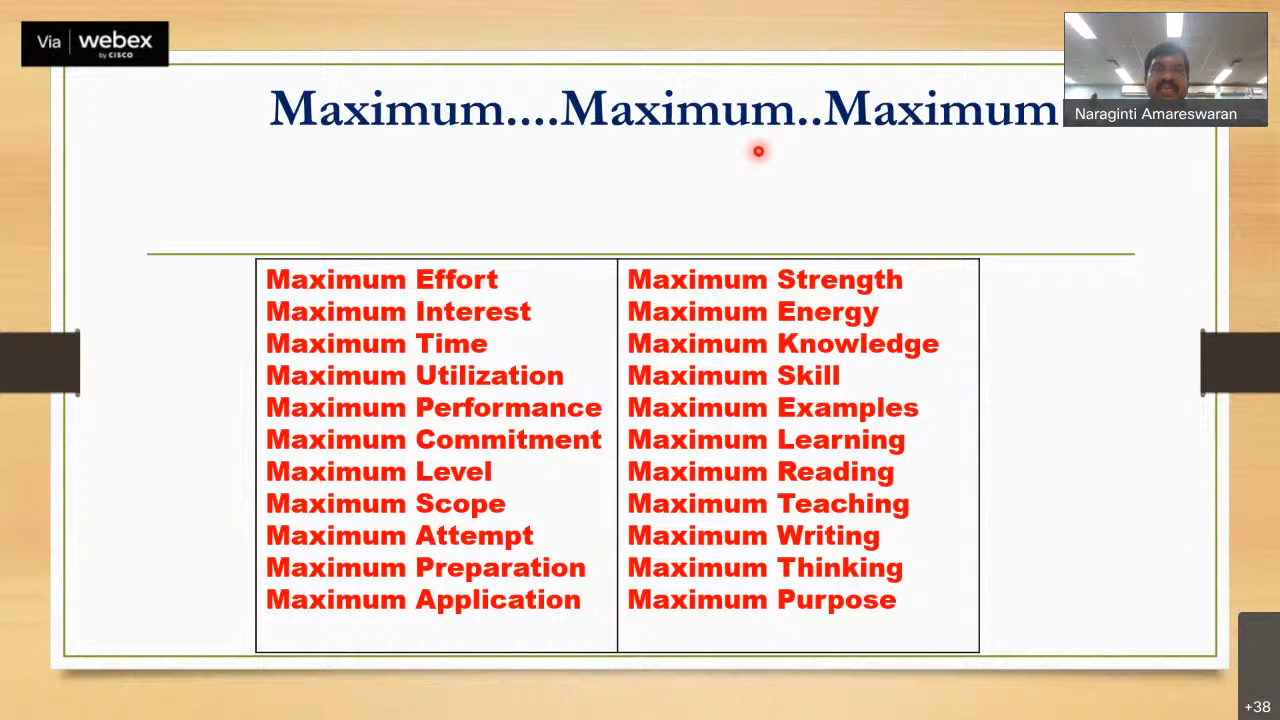 Via webex
by CISCO
Maximum....Maximum..Maximum
Naraginti Amareswaran
Maximum Effort
Maximum Interest
Maximum Time
Maximum Utilization
Maximum Performance
Maximum Commitment
Maximum Level
Maximum Scope
Maximum Attempt
Maximum Preparation
Maximum Application
Maximum Strength
Maximum Energy
Maximum Knowledge
Maximum Skill
Maximum Examples
Maximum Learning
Maximum Reading
Maximum Teaching
Maximum Writing
Maximum Thinking
Maximum Purpose
+38